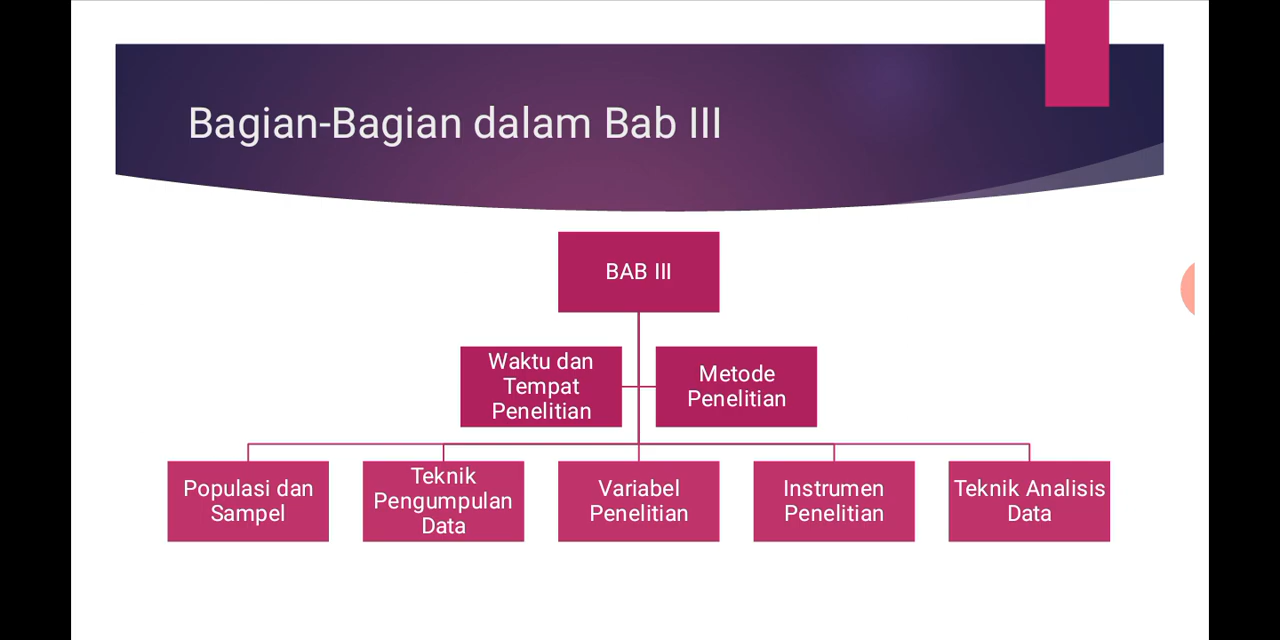 Bagian-Bagian dalam Bab III
BAB III
Waktu dan
Tempat
Penelitian
Metode
Penelitian
Populasi dan
Sampel
Teknik
Pengumpulan
Data
Variabel
Penelitian
Instrumen
Penelitian
Teknik Analisis
Data